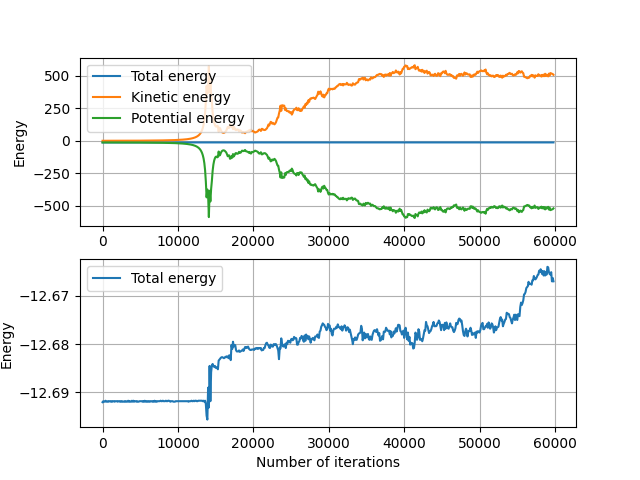 Energy
500
250
0
−250
−500
Total energy
Kinetic energy
Potential energy
0 10000 20000 30000 40000 50000 60000
Energy
−12.67
−12.68
−12.69
Total energy
0 10000 20000 30000 40000 50000 60000
Number of iterations